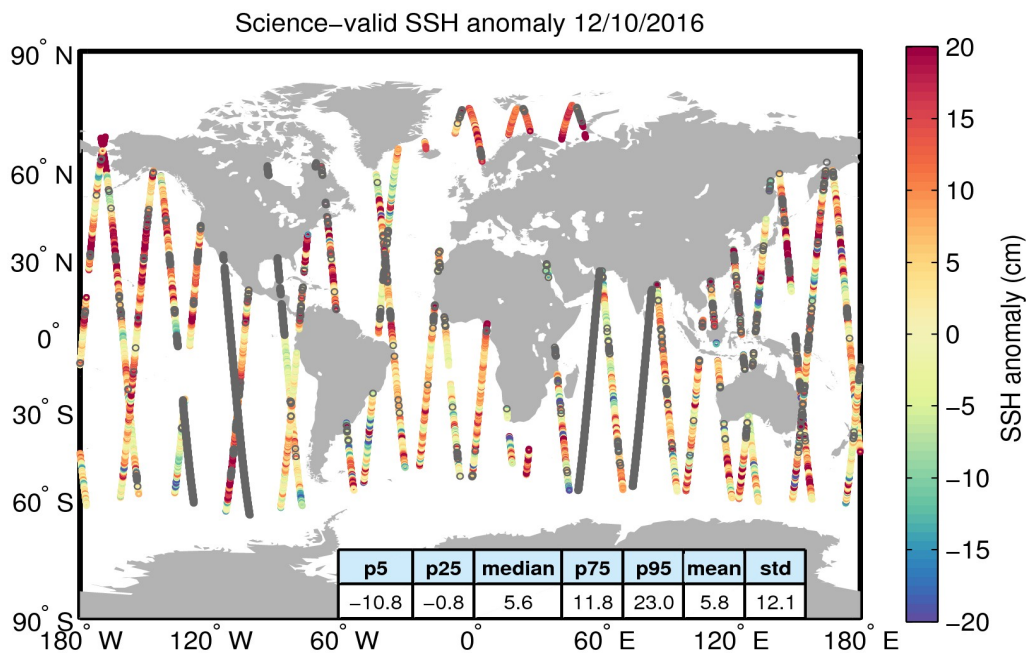 Science−valid SSH anomaly 12/10/2016
90° N
60° N
30° N
0°
30° S
60° S
90° S
180° W
120° W
60° W
0°
60° E
120° E
180° E
20
15
10
5
0
−5
−10
−15
−20
SSH anomaly (cm)
p5 p25 median p75 p95 mean std
−10.8 −0.8 5.6 11.8 23.0 5.8 12.1